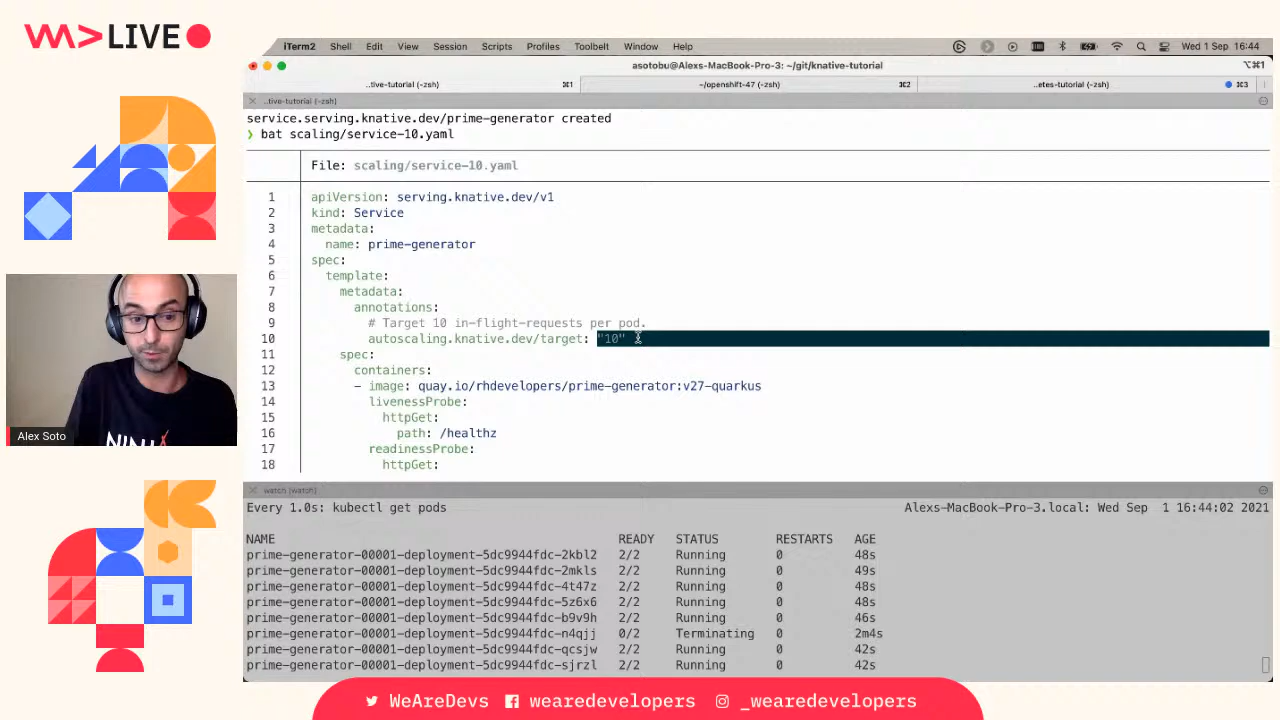 LIVE
iTerm2 Shell Edit View Session Scripts Profiles Toolbelt Window Help Wed 1 Sep 16:44
asotobu@Alexs-MacBook-Pro-3: ~/git/knative-tutorial ⌥⌘1
..tive-tutorial (-zsh) ⌘1 ~/openshift-47 (-zsh) ⌘2 ..etes-tutorial (-zsh) ⌘3
..tive-tutorial (-zsh)
service.serving.knative.dev/prime-generator created
❯ bat scaling/service-10.yaml
File: scaling/service-10.yaml
1 apiVersion: serving.knative.dev/v1
2 kind: Service
3 metadata:
4 name: prime-generator
5 spec:
6 template:
7 metadata:
8 annotations:
9 # Target 10 in-flight-requests per pod.
10 autoscaling.knative.dev/target: "10"
11 spec:
12 containers:
13 - image: quay.io/rhdevelopers/prime-generator:v27-quarkus
14 livenessProbe:
15 httpGet:
16 path: /healthz
17 readinessProbe:
18 httpGet:
Alex Soto
NINJA
watch (watch)
Every 1.0s: kubectl get pods Alexs-MacBook-Pro-3.local: Wed Sep 1 16:44:02 2021
NAME READY STATUS RESTARTS AGE
prime-generator-00001-deployment-5dc9944fdc-2kbl2 2/2 Running 0 48s
prime-generator-00001-deployment-5dc9944fdc-2mkls 2/2 Running 0 49s
prime-generator-00001-deployment-5dc9944fdc-4t47z 2/2 Running 0 48s
prime-generator-00001-deployment-5dc9944fdc-5z6x6 2/2 Running 0 48s
prime-generator-00001-deployment-5dc9944fdc-b9v9h 2/2 Running 0 46s
prime-generator-00001-deployment-5dc9944fdc-n4qjj 0/2 Terminating 0 2m4s
prime-generator-00001-deployment-5dc9944fdc-qcsjw 2/2 Running 0 42s
prime-generator-00001-deployment-5dc9944fdc-sjrzl 2/2 Running 0 42s
WeAreDevs wearedevelopers _wearedevelopers